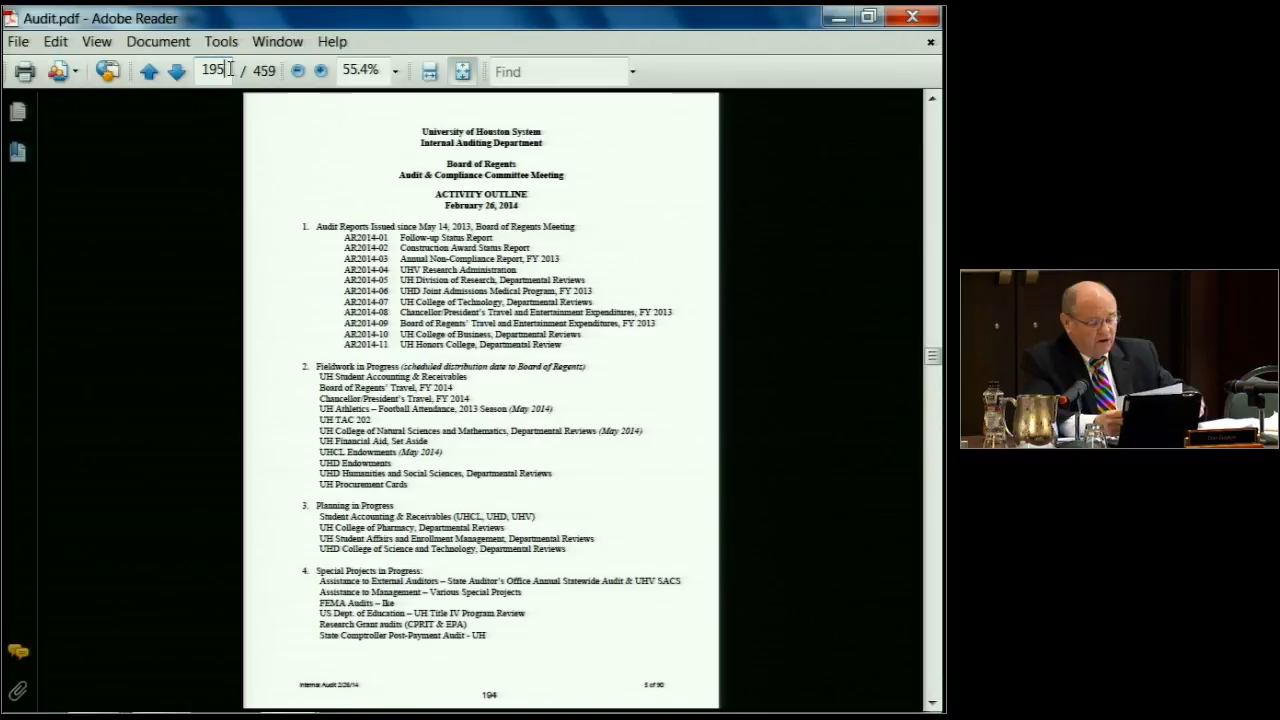 Audit.pdf - Adobe Reader
File Edit View Document Tools Window Help
195 / 459 55.4% Find
University of Houston System
Internal Auditing Department
Board of Regents
Audit & Compliance Committee Meeting
ACTIVITY OUTLINE
February 26, 2014
1. Audit Reports Issued since May 14, 2013, Board of Regents Meeting
AR2014-01 Follow-up Status Report
AR2014-02 Construction Award Status Report
AR2014-03 Annual Non-Compliance Report, FY 2013
AR2014-04 UHV Research Administration
AR2014-05 UH Division of Research, Departmental Reviews
AR2014-06 UHD Joint Admissions Medical Program, FY 2013
AR2014-07 UH College of Technology, Departmental Reviews
AR2014-08 Chancellor/President's Travel and Entertainment Expenditures, FY 2013
AR2014-09 Board of Regents' Travel and Entertainment Expenditures, FY 2013
AR2014-10 UH College of Business, Departmental Reviews
AR2014-11 UH Honors College, Departmental Review
2. Fieldwork in Progress (scheduled distribution date to Board of Regents)
UH Student Accounting & Receivables
Board of Regents' Travel, FY 2014
Chancellor/President's Travel, FY 2014
UH Athletics – Football Attendance, 2013 Season (May 2014)
UH TAC 202
UH College of Natural Sciences and Mathematics, Departmental Reviews (May 2014)
UH Financial Aid, Set Aside
UHCL Endowments (May 2014)
UHD Endowments
UHD Humanities and Social Sciences, Departmental Reviews
UH Procurement Cards
3. Planning in Progress
Student Accounting & Receivables (UHCL, UHD, UHV)
UH College of Pharmacy, Departmental Reviews
UH Student Affairs and Enrollment Management, Departmental Reviews
UHD College of Science and Technology, Departmental Reviews
4. Special Projects in Progress:
Assistance to External Auditors – State Auditor's Office Annual Statewide Audit & UHV SACS
Assistance to Management – Various Special Projects
FEMA Audits – Ike
US Dept. of Education – UH Title IV Program Review
Research Grant audits (CPRIT & EPA)
State Comptroller Post-Payment Audit - UH
Internal Audit 2/26/14 5 of 90
194